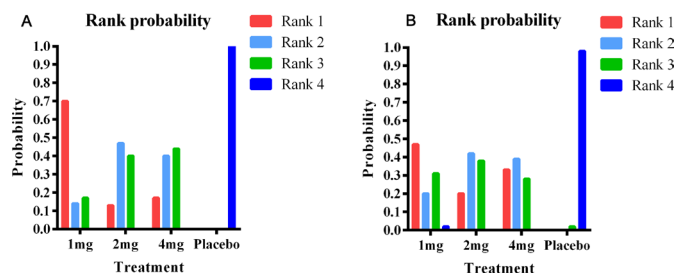 A
Rank probability
Rank 1
Rank 2
Rank 3
Rank 4
Probability
1.0
0.9
0.8
0.7
0.6
0.5
0.4
0.3
0.2
0.1
0.0
1mg 2mg 4mg Placebo
Treatment
B
Rank probability
Rank 1
Rank 2
Rank 3
Rank 4
Probability
1.0
0.9
0.8
0.7
0.6
0.5
0.4
0.3
0.2
0.1
0.0
1mg 2mg 4mg Placebo
Treatment